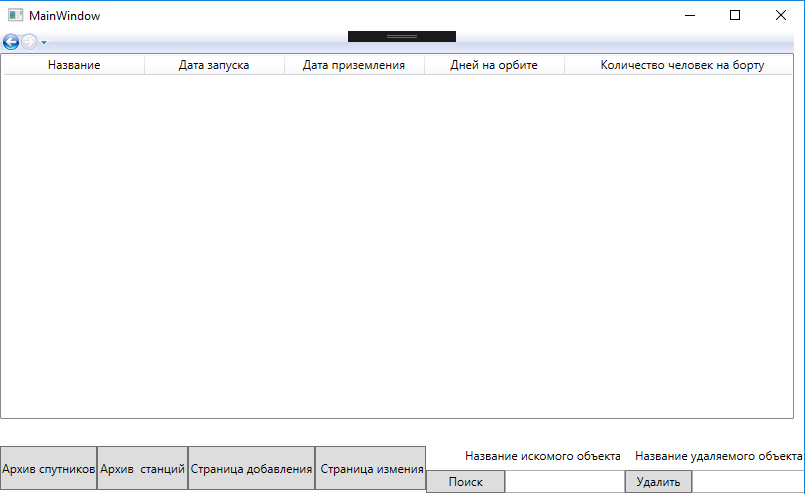 MainWindow
Название Дата запуска Дата приземления Дней на орбите Количество человек на борту
Название искомого объекта Название удаляемого объекта
Архив спутников Архив станций Страница добавления Страница измения
Поиск Удалить